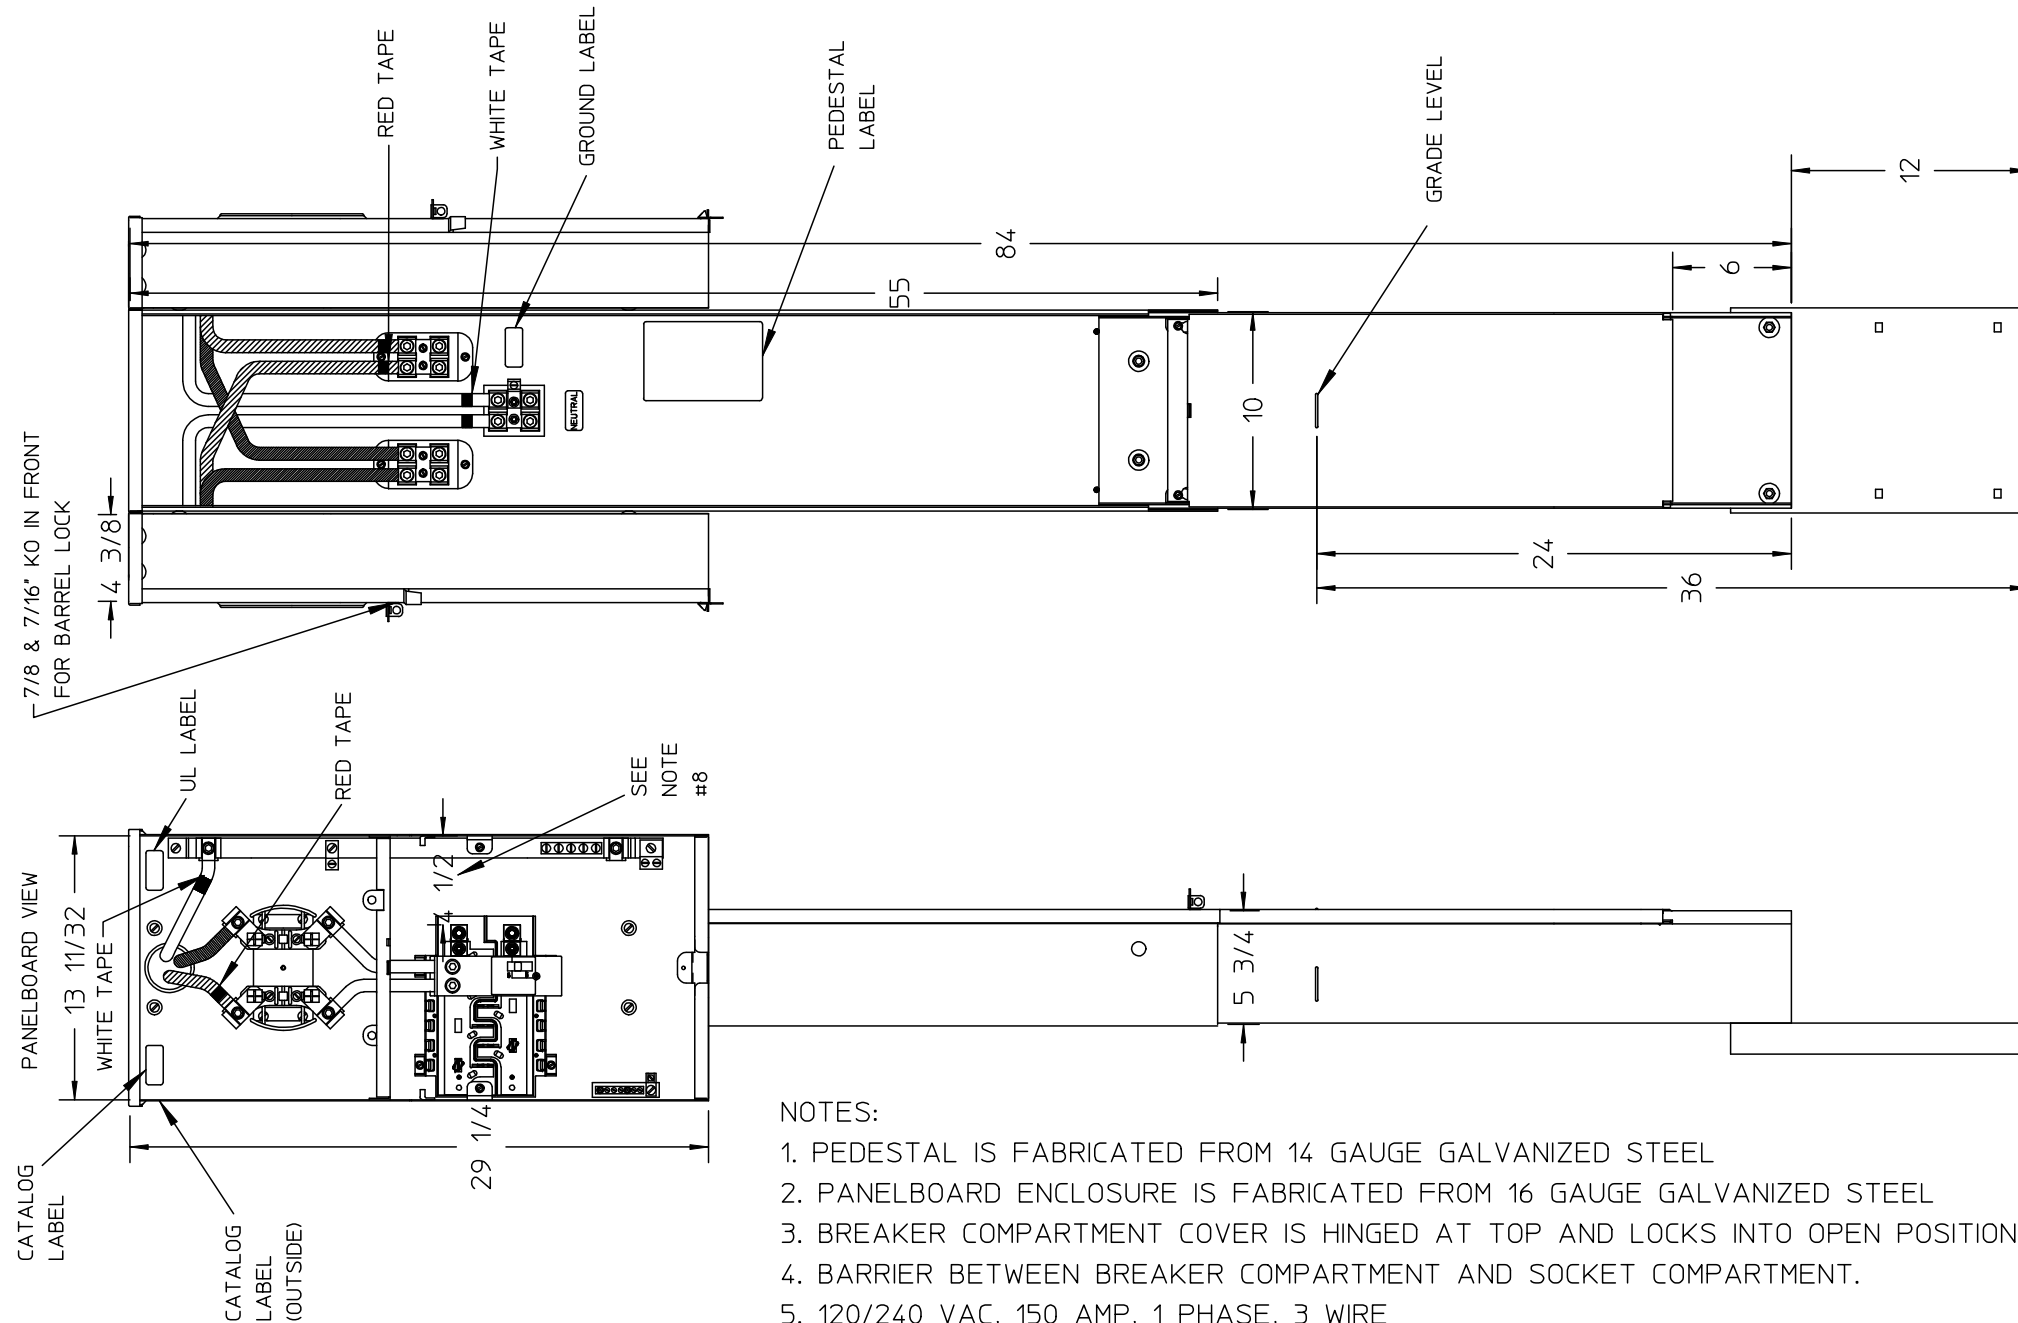 7/8 & 7/16" KO IN FRONT
FOR BARREL LOCK
4 3/8
RED TAPE
WHITE TAPE
GROUND LABEL
PEDESTAL
LABEL
GRADE LEVEL
NEUTRAL
84
55
12
6
10
24
36
PANELBOARD VIEW
13 11/32
WHITE TAPE
UL LABEL
RED TAPE
SEE
NOTE
#8
4 1/2
29 1/4
5 3/4
CATALOG
LABEL
CATALOG
LABEL
(OUTSIDE)
NOTES:
1. PEDESTAL IS FABRICATED FROM 14 GAUGE GALVANIZED STEEL
2. PANELBOARD ENCLOSURE IS FABRICATED FROM 16 GAUGE GALVANIZED STEEL
3. BREAKER COMPARTMENT COVER IS HINGED AT TOP AND LOCKS INTO OPEN POSITION
4. BARRIER BETWEEN BREAKER COMPARTMENT AND SOCKET COMPARTMENT.
5. 120/240 VAC, 150 AMP, 1 PHASE, 3 WIRE